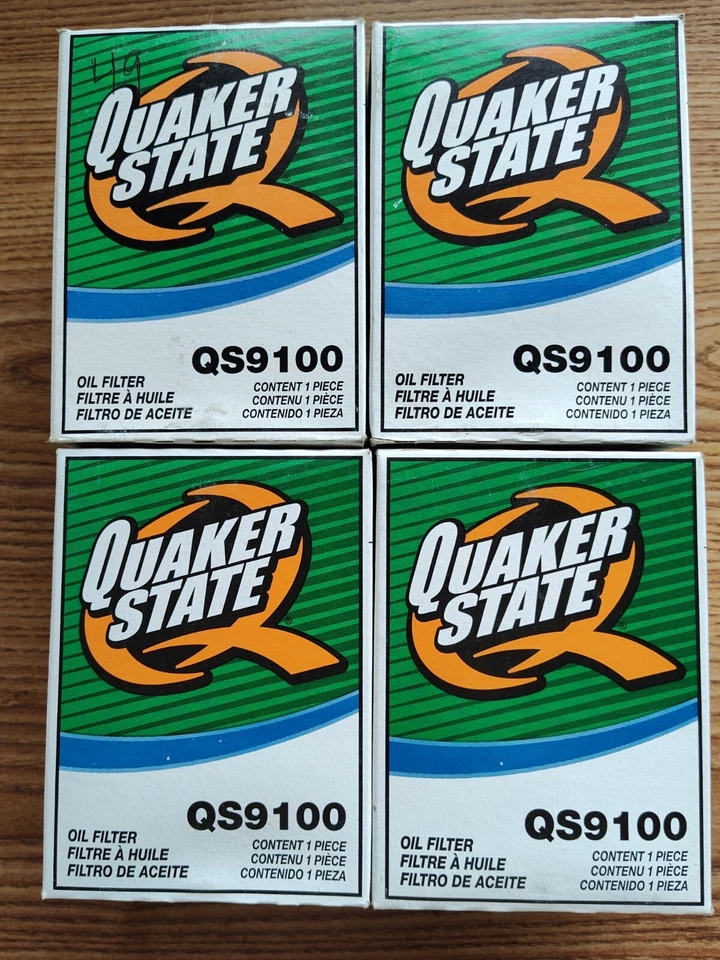 49
QUAKER
STATE®
QS9100
OIL FILTER
FILTRE À HUILE
FILTRO DE ACEITE
CONTENT 1 PIECE
CONTENU 1 PIÈCE
CONTENIDO 1 PIEZA
QUAKER
STATE®
QS9100
OIL FILTER
FILTRE À HUILE
FILTRO DE ACEITE
CONTENT 1 PIECE
CONTENU 1 PIÈCE
CONTENIDO 1 PIEZA
QUAKER
STATE®
QS9100
OIL FILTER
FILTRE À HUILE
FILTRO DE ACEITE
CONTENT 1 PIECE
CONTENU 1 PIÈCE
CONTENIDO 1 PIEZA
QUAKER
STATE®
QS9100
OIL FILTER
FILTRE À HUILE
FILTRO DE ACEITE
CONTENT 1 PIECE
CONTENU 1 PIÈCE
CONTENIDO 1 PIEZA